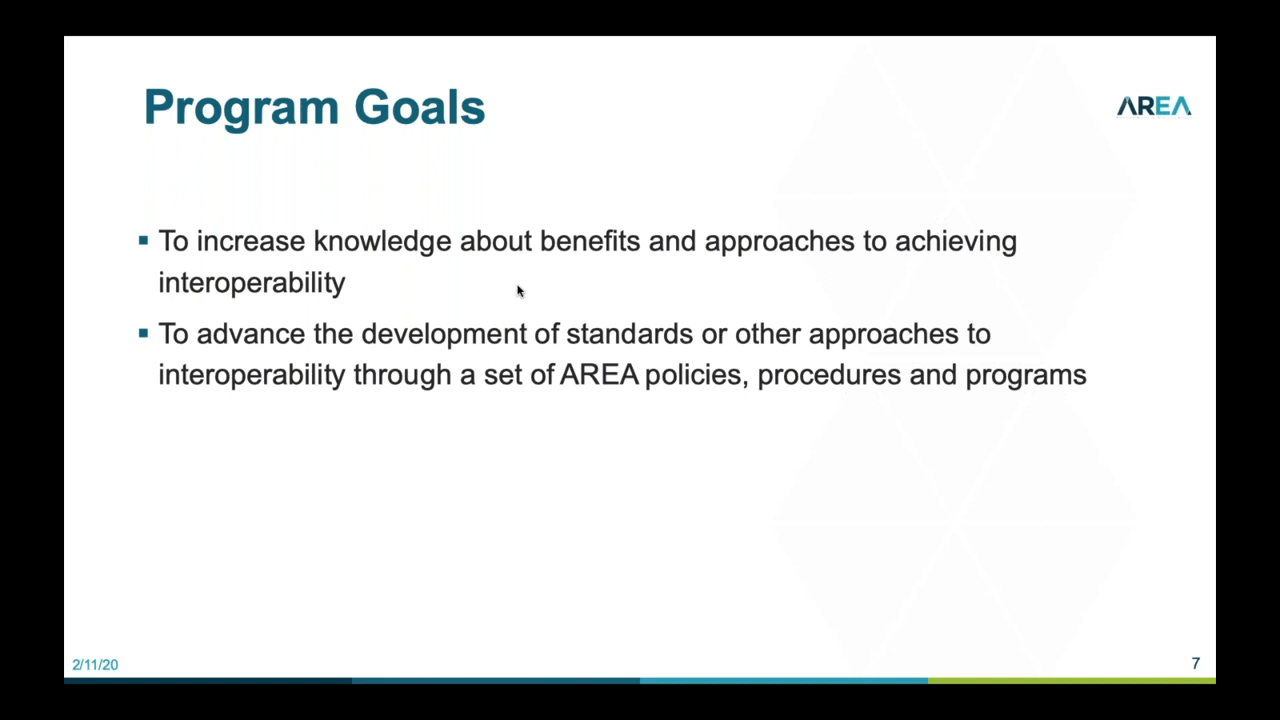 Program Goals
AREA
▪ To increase knowledge about benefits and approaches to achieving
interoperability
▪ To advance the development of standards or other approaches to
interoperability through a set of AREA policies, procedures and programs
2/11/20
7